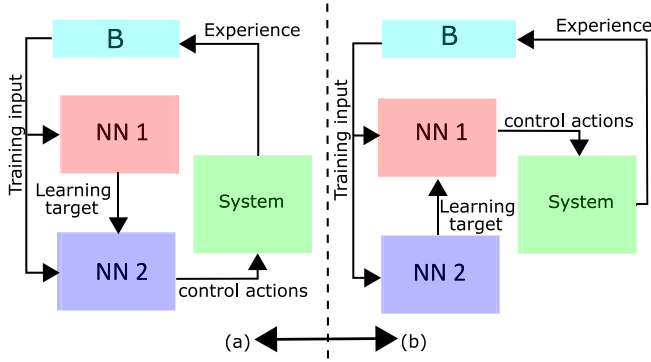 B
Experience
Training input
NN 1
Learning
target
System
NN 2
control actions
(a)
B
Experience
Training input
NN 1
control actions
System
Learning
target
NN 2
(b)